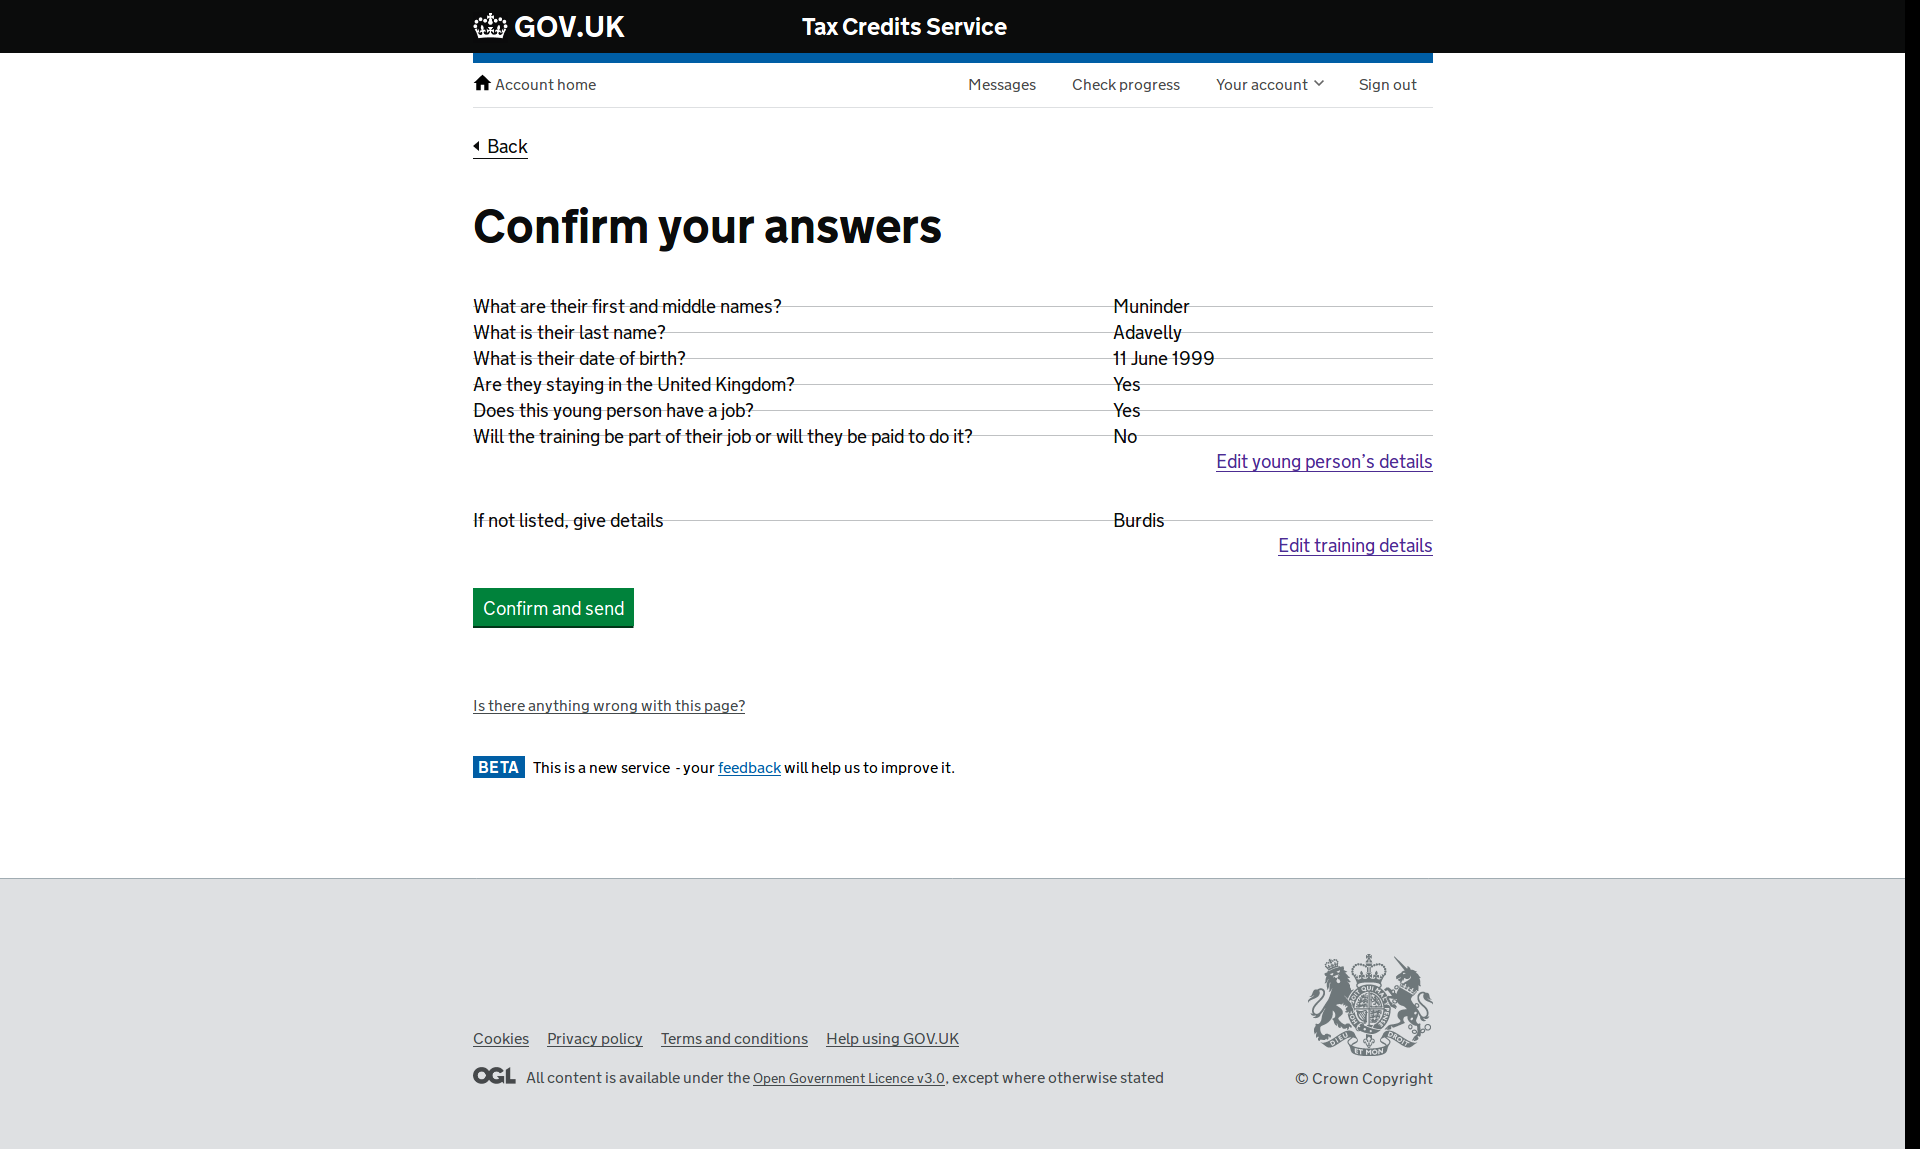 GOV.UK Tax Credits Service
Account home Messages Check progress Your account Sign out
Back
Confirm your answers
What are their first and middle names? Muninder
What is their last name? Adavelly
What is their date of birth? 11 June 1999
Are they staying in the United Kingdom? Yes
Does this young person have a job? Yes
Will the training be part of their job or will they be paid to do it? No
Edit young person's details
If not listed, give details Burdis
Edit training details
Confirm and send
Is there anything wrong with this page?
BETA This is a new service - your feedback will help us to improve it.
Cookies Privacy policy Terms and conditions Help using GOV.UK
OGL All content is available under the Open Government Licence v3.0, except where otherwise stated
© Crown Copyright